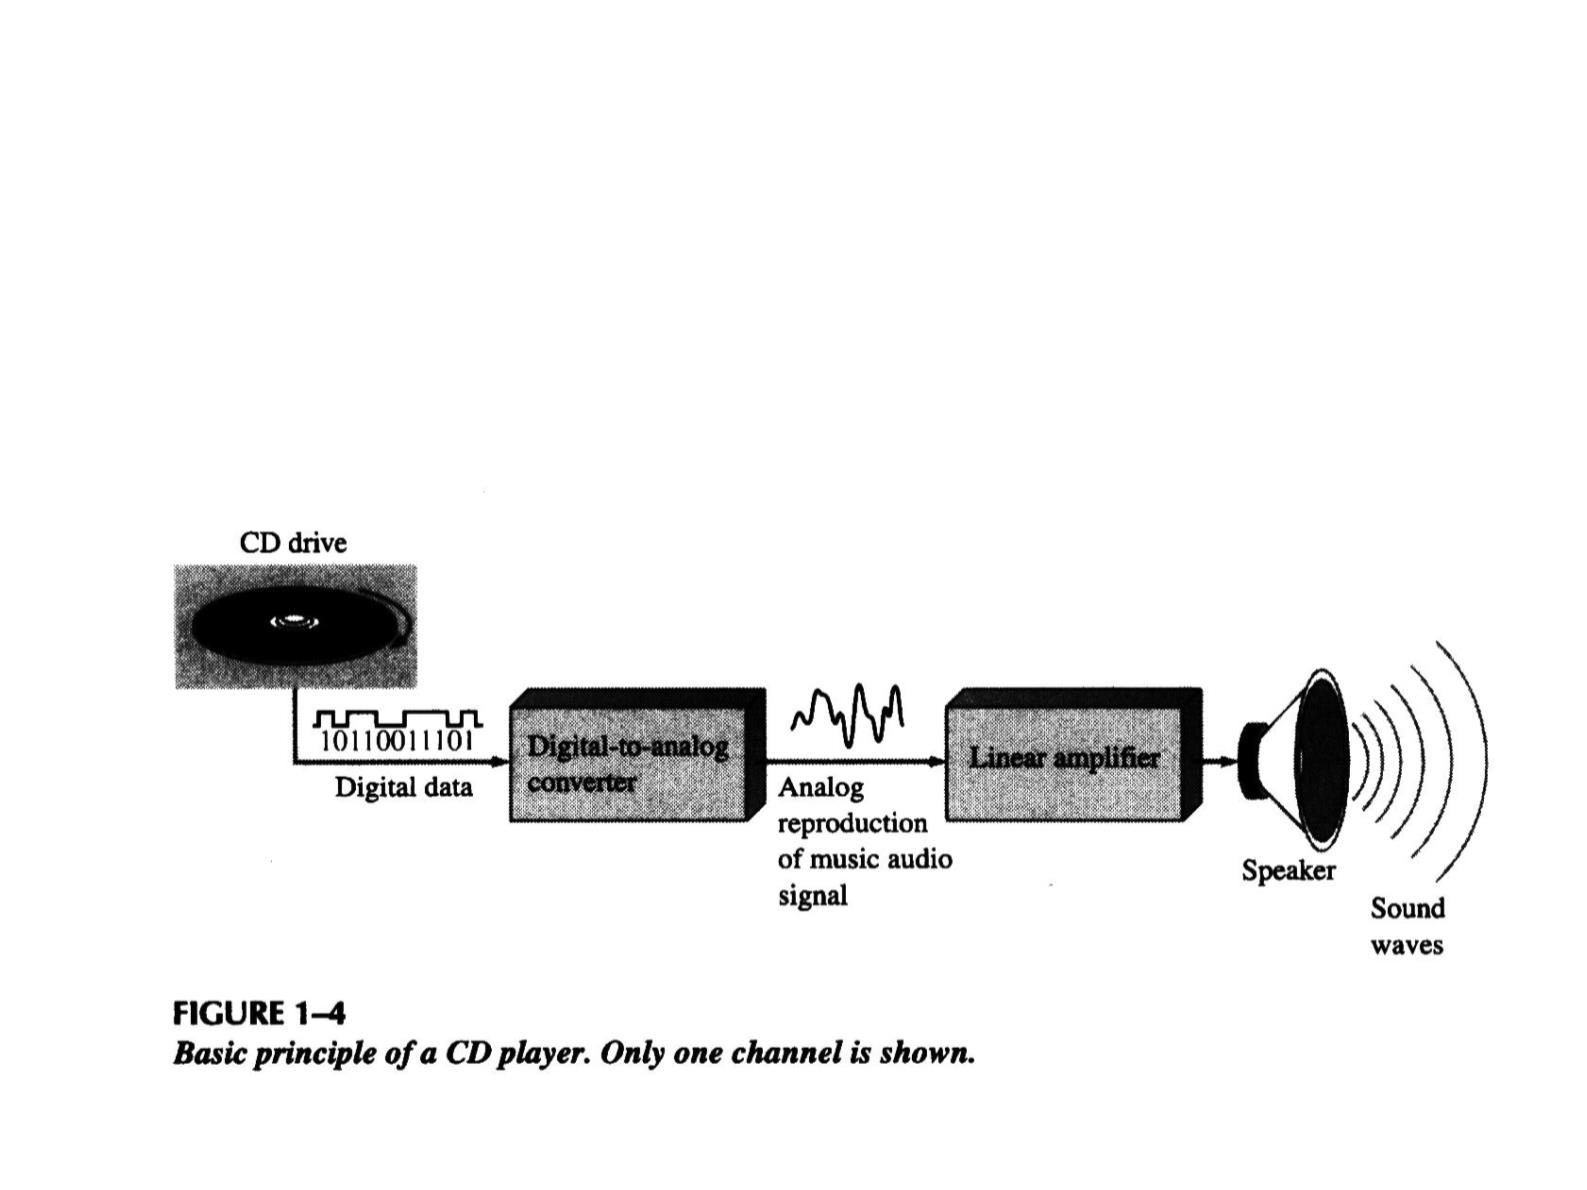 CD drive
10110011101
Digital data
Digital-to-analog
converter
Analog
reproduction
of music audio
signal
Linear amplifier
Speaker
Sound
waves
FIGURE 1–4
Basic principle of a CD player. Only one channel is shown.